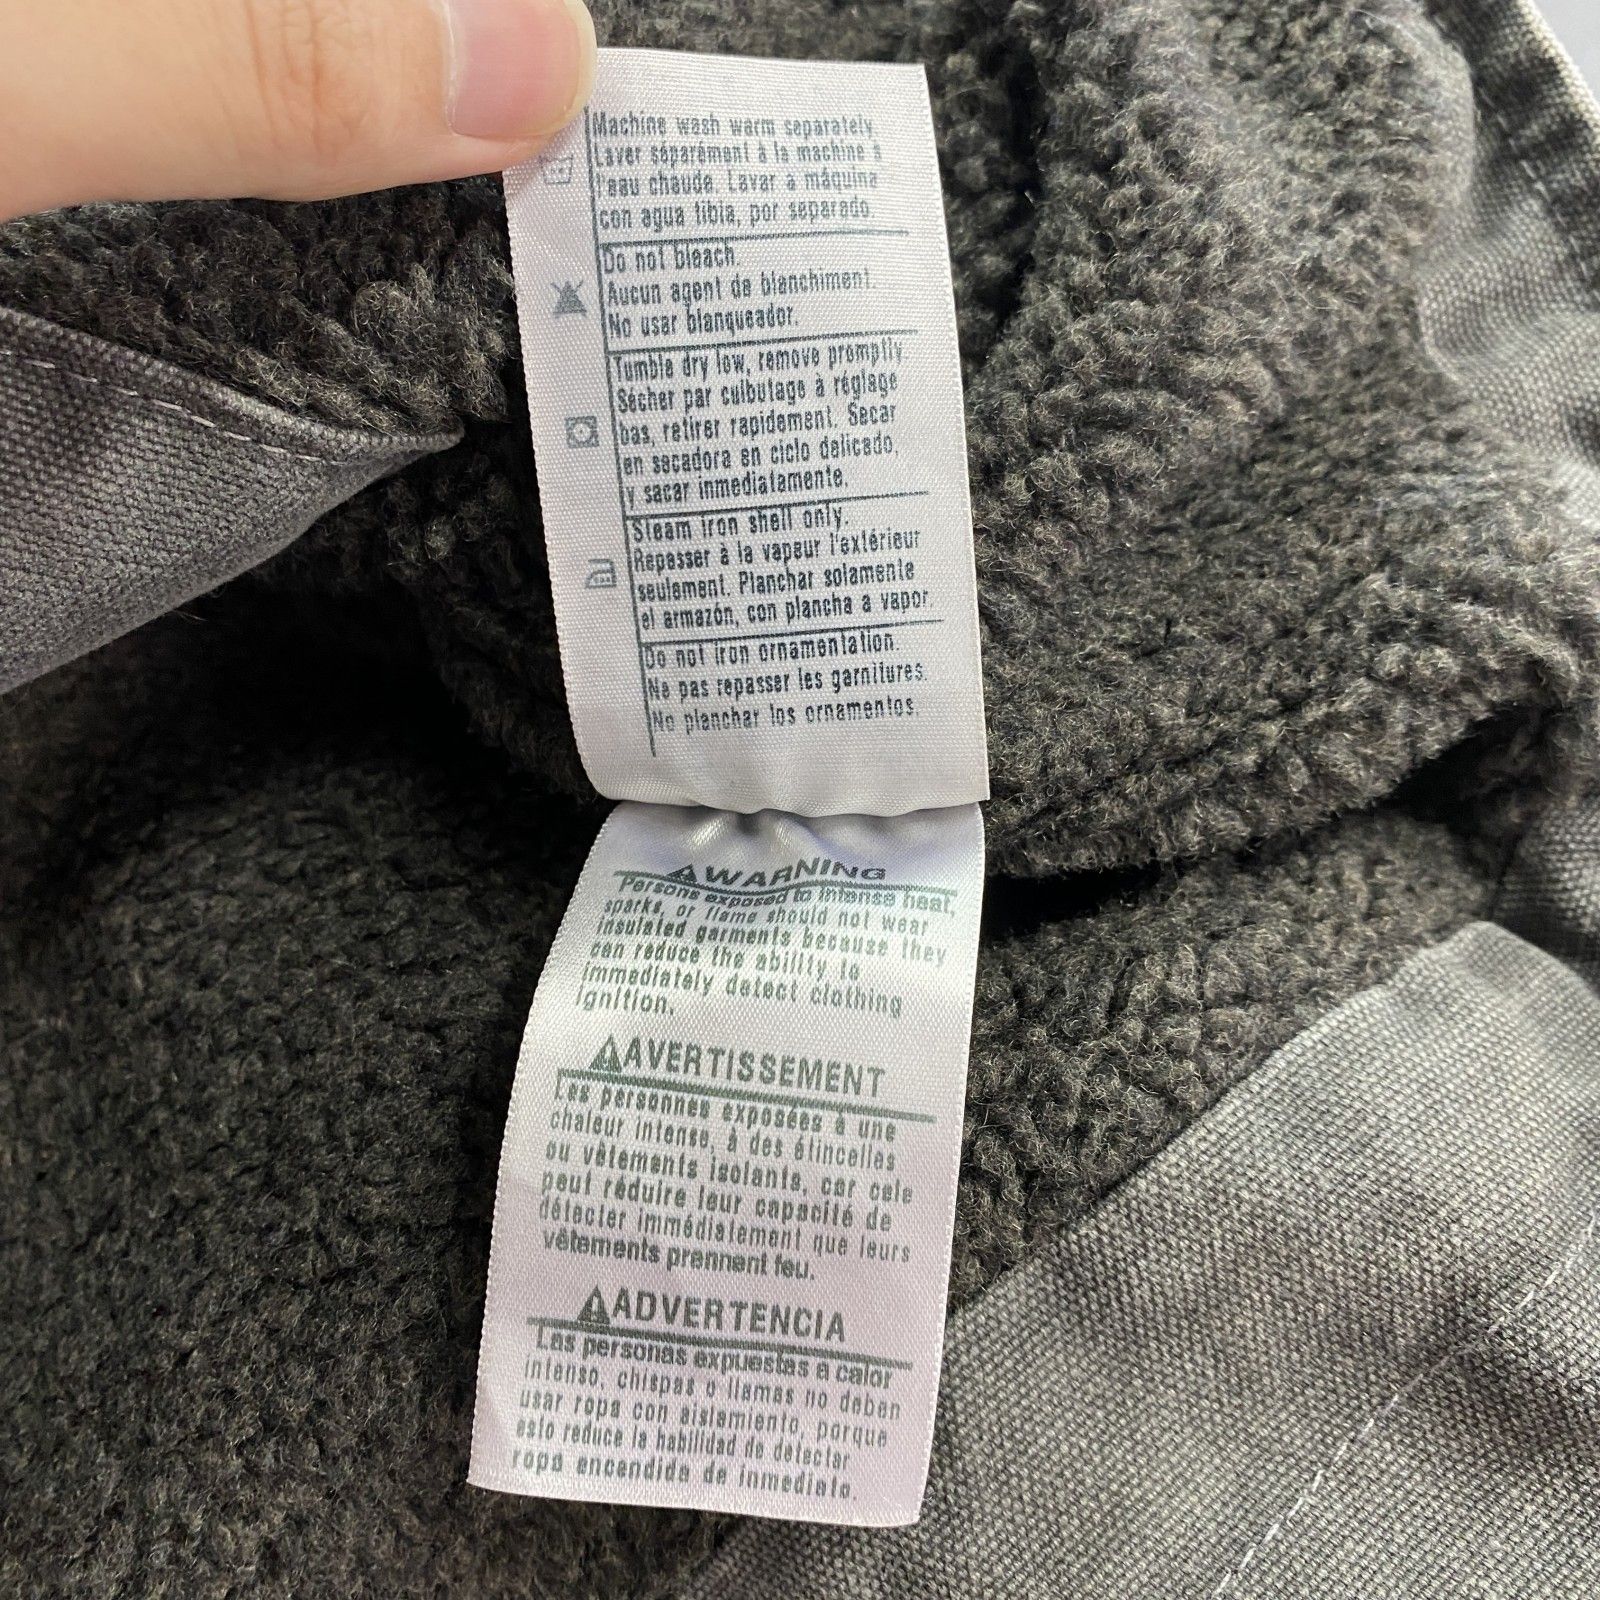 Machine wash warm separately.
Laver séparément à la machine à
l'eau chaude. Lavar a máquina
con agua tibia, por separado.
Do not bleach.
Aucun agent de blanchiment.
No usar blanqueador.
Tumble dry low, remove promptly
Sécher par culbutage à réglage
bas, retirer rapidement. Secar
en secadora en ciclo delicado,
y sacar inmediatamente.
Steam iron shell only.
Repasser à la vapeur l'extérieur
seulement. Planchar solamente
el armazón, con plancha a vapor.
Do not iron ornamentation.
Ne pas repasser les garnitures.
No planchar los ornamentos.
WARNING
Persons exposed to intense heat,
sparks, or flame should not wear
insulated garments because they
can reduce the ability to
immediately detect clothing
ignition.
AVERTISSEMENT
Les personnes exposées à une
chaleur intense, à des étincelles
ou vêtements isolants, car cela
peut réduire leur capacité de
détecter immédiatement que leurs
vêtements prennent feu.
ADVERTENCIA
Las personas expuestas a calor
intenso, chispas o llamas no deben
usar ropa con aislamiento, porque
esto reduce la habilidad de detectar
ropa encendida de inmediato.